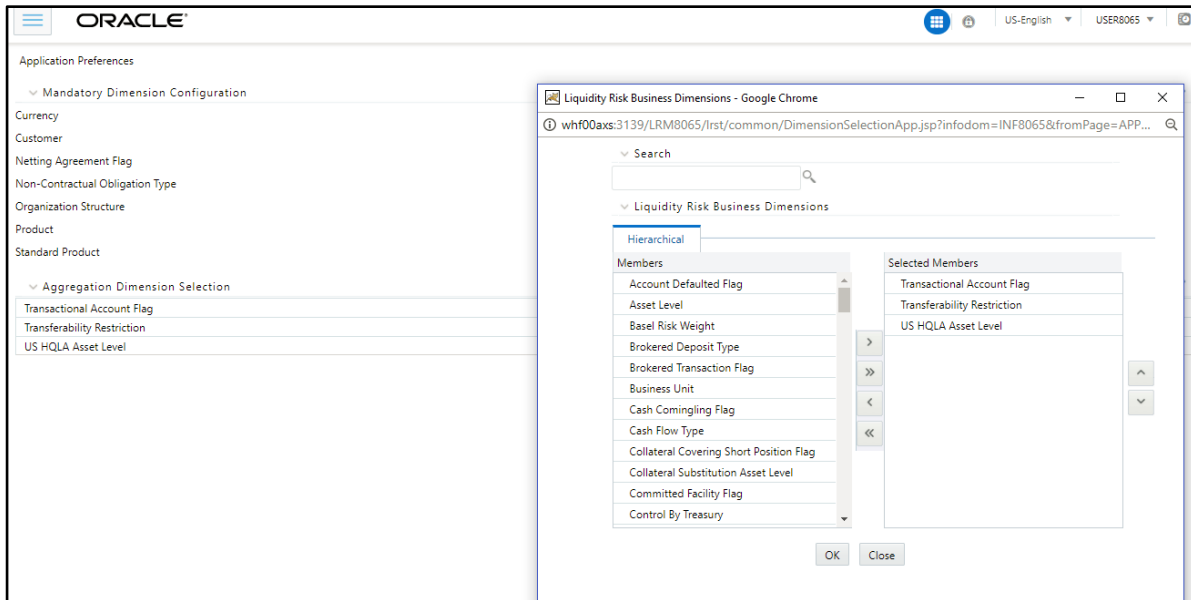 ORACLE
US-English
USER8065
Application Preferences
Mandatory Dimension Configuration
Currency
Customer
Netting Agreement Flag
Non-Contractual Obligation Type
Organization Structure
Product
Standard Product
Aggregation Dimension Selection
Transactional Account Flag
Transferability Restriction
US HQLA Asset Level
Liquidity Risk Business Dimensions - Google Chrome
whf00axs:3139/LRM8065/lrst/common/DimensionSelectionApp.jsp?infodom=INF8065&fromPage=APP...
Search
Liquidity Risk Business Dimensions
Hierarchical
Members
Account Defaulted Flag
Asset Level
Basel Risk Weight
Brokered Deposit Type
Brokered Transaction Flag
Business Unit
Cash Comingling Flag
Cash Flow Type
Collateral Covering Short Position Flag
Collateral Substitution Asset Level
Committed Facility Flag
Control By Treasury
Selected Members
Transactional Account Flag
Transferability Restriction
US HQLA Asset Level
OK
Close